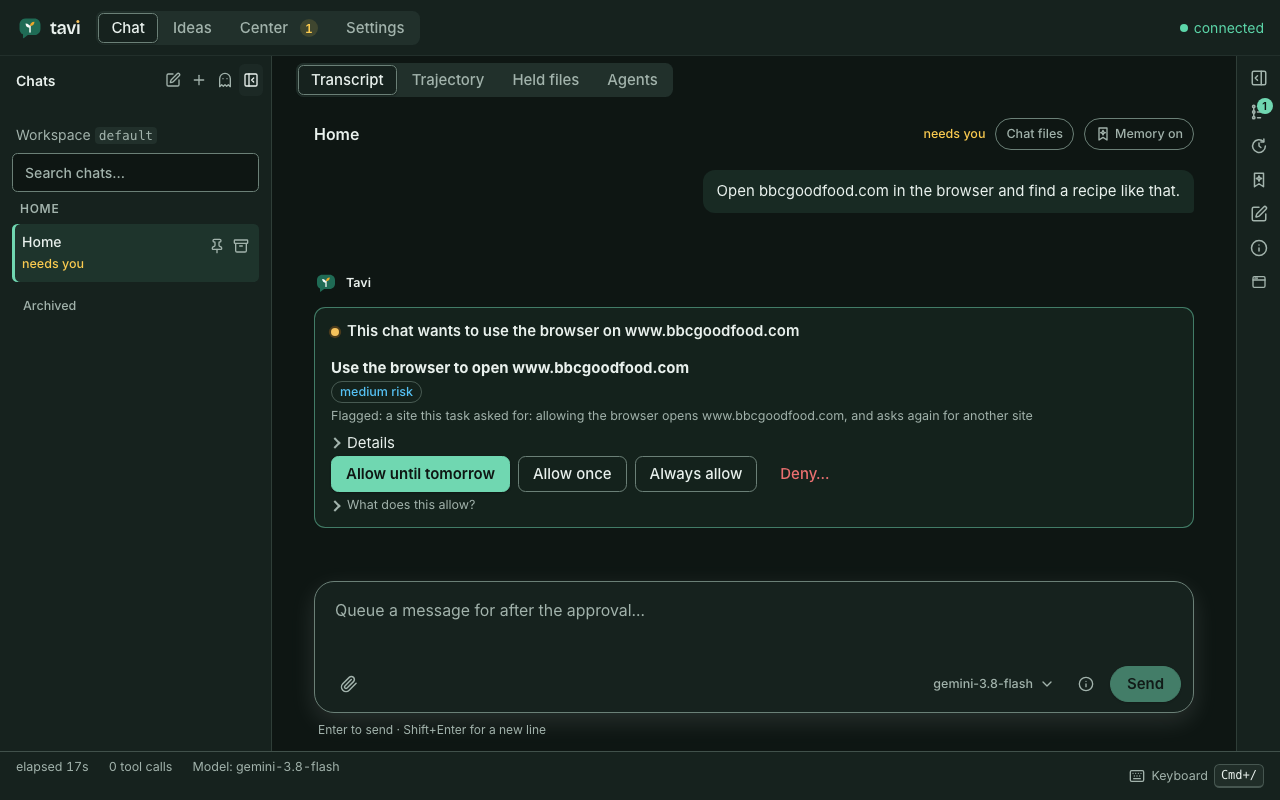 tavi
Chat
Ideas
Center 1
Settings
connected
Chats
Workspace default
Search chats...
HOME
Home
needs you
Archived
Transcript
Trajectory
Held files
Agents
1
Home
needs you
Chat files
Memory on
Open bbcgoodfood.com in the browser and find a recipe like that.
Tavi
This chat wants to use the browser on www.bbcgoodfood.com
Use the browser to open www.bbcgoodfood.com
medium risk
Flagged: a site this task asked for: allowing the browser opens www.bbcgoodfood.com, and asks again for another site
Details
Allow until tomorrow
Allow once
Always allow
Deny...
What does this allow?
Queue a message for after the approval...
gemini-3.8-flash
Send
Enter to send · Shift+Enter for a new line
elapsed 17s
0 tool calls
Model: gemini-3.8-flash
Keyboard Cmd+/